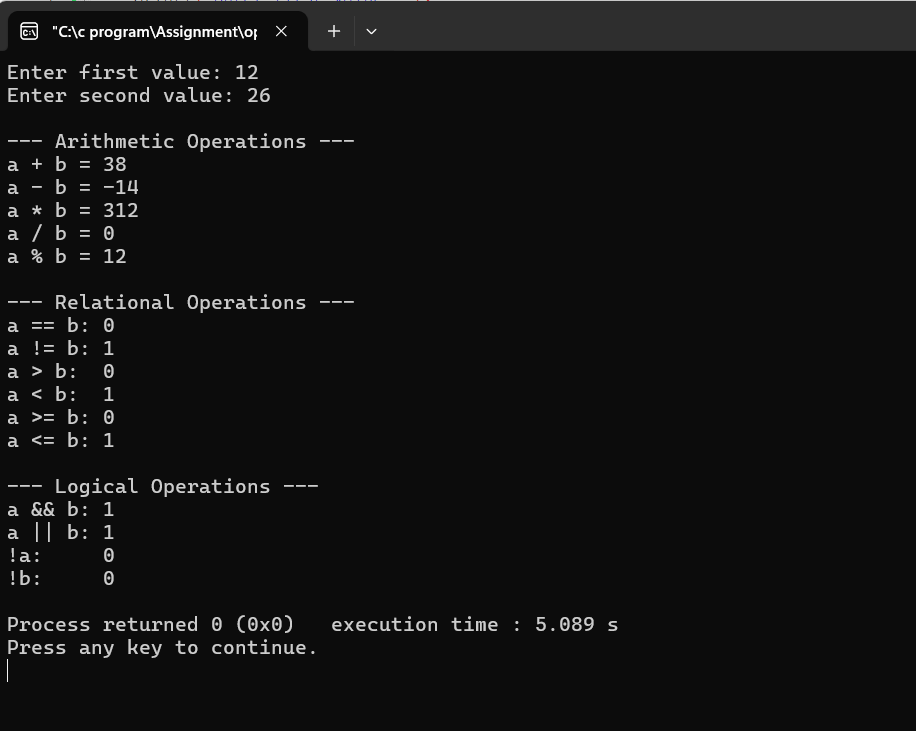 "C:\c program\Assignment\op
Enter first value: 12
Enter second value: 26
--- Arithmetic Operations ---
a + b = 38
a - b = -14
a * b = 312
a / b = 0
a % b = 12
--- Relational Operations ---
a == b: 0
a != b: 1
a > b:  0
a < b:  1
a >= b: 0
a <= b: 1
--- Logical Operations ---
a && b: 1
a || b: 1
!a:     0
!b:     0
Process returned 0 (0x0)   execution time : 5.089 s
Press any key to continue.